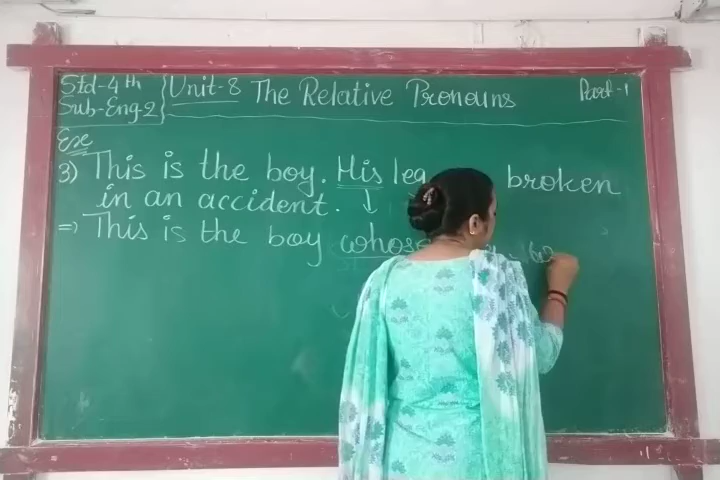 Std-4th
Sub-Eng-2
Unit-8 The Relative Pronouns
Part-1
Ex
3) This is the boy. His leg broken
in an accident. ↓
⇒ This is the boy whose